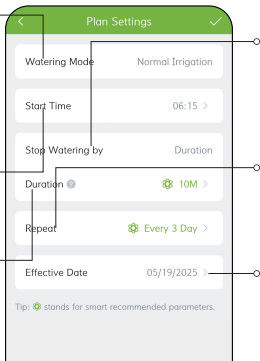 Plan Settings
Watering Mode Normal Irrigation
Start Time 06:15
Stop Watering by Duration
Duration 10M
Repeat Every 3 Day
Effective Date 05/19/2025
Tip: stands for smart recommended parameters.